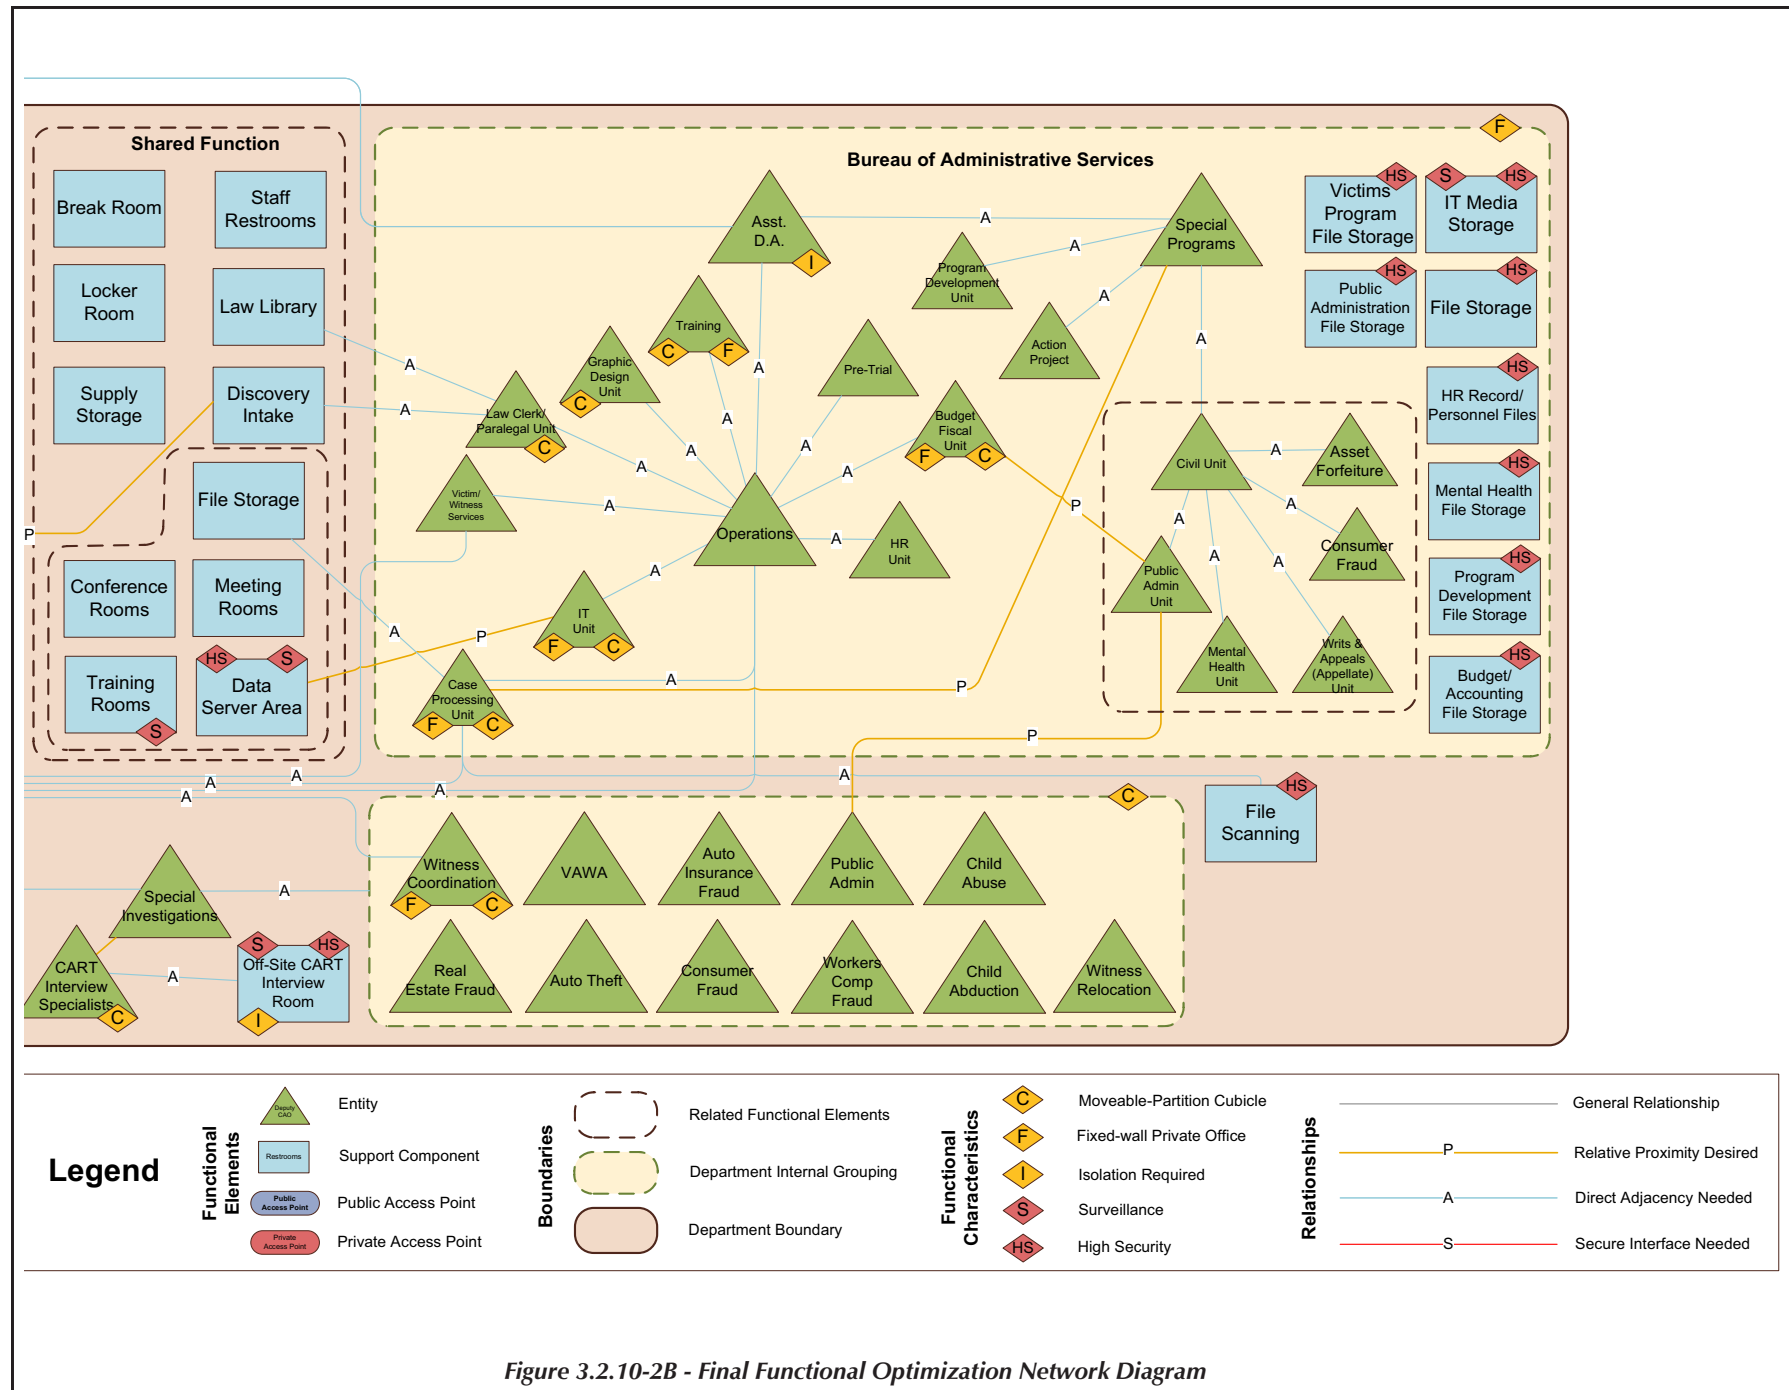 Shared Function
Break Room
Staff
Restrooms
Locker
Room
Law Library
Supply
Storage
Discovery
Intake
File Storage
P
Conference
Rooms
Meeting
Rooms
Training
Rooms
S
HS
S
Data
Server Area
Bureau of Administrative Services
F
Asst.
D.A.
I
A
Special
Programs
Program
Development
Unit
A
Action
Project
A
A
Training
C
F
Graphic
Design
Unit
C
Law Clerk/
Paralegal Unit
C
A
A
Pre-Trial
Budget
Fiscal
Unit
F
C
A
A
A
A
A
A
Victim/
Witness
Services
A
Operations
A
HR
Unit
A
IT
Unit
F
C
P
A
Case
Processing
Unit
F
C
A
P
P
Civil Unit
A
Asset
Forfeiture
A
Consumer
Fraud
A
Public
Admin
Unit
A
Mental
Health
Unit
A
Writs &
Appeals
(Appellate)
Unit
P
HS
Victims
Program
File Storage
S
HS
IT Media
Storage
HS
Public
Administration
File Storage
HS
File Storage
HS
HR Record/
Personnel Files
HS
Mental Health
File Storage
HS
Program
Development
File Storage
HS
Budget/
Accounting
File Storage
A
A
A
A
A
C
HS
File
Scanning
Witness
Coordination
F
C
VAWA
Auto
Insurance
Fraud
Public
Admin
Child
Abuse
Real
Estate Fraud
Auto Theft
Consumer
Fraud
Workers
Comp
Fraud
Child
Abduction
Witness
Relocation
Special
Investigations
A
CART
Interview
Specialists
C
A
S
HS
Off-Site CART
Interview
Room
I
Legend
Functional
Elements
Deputy
CAO
Entity
Restrooms
Support Component
Public
Access Point
Public Access Point
Private
Access Point
Private Access Point
Boundaries
Related Functional Elements
Department Internal Grouping
Department Boundary
Functional
Characteristics
C
Moveable-Partition Cubicle
F
Fixed-wall Private Office
I
Isolation Required
S
Surveillance
HS
High Security
Relationships
General Relationship
P
Relative Proximity Desired
A
Direct Adjacency Needed
S
Secure Interface Needed
Figure 3.2.10-2B - Final Functional Optimization Network Diagram